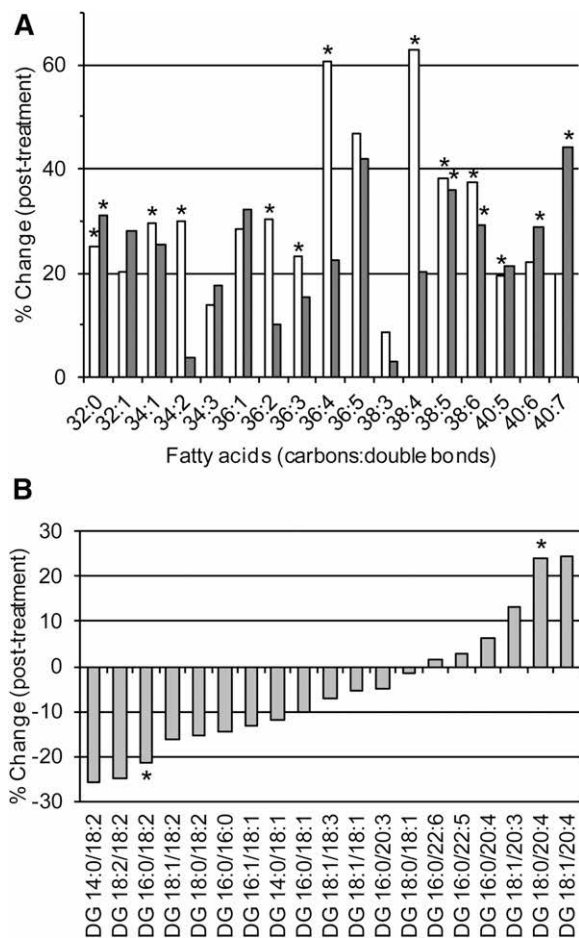 A
% Change (post-treatment)
60
40
20
0
* * * * * * * * * * * * * * *
32:0
32:1
34:1
34:2
34:3
36:1
36:2
36:3
36:4
36:5
38:3
38:4
38:5
38:6
40:5
40:6
40:7
Fatty acids (carbons:double bonds)
B
% Change (post-treatment)
30
20
10
0
-10
-20
-30
*
*
DG 14:0/18:2
DG 18:2/18:2
DG 16:0/18:2
DG 18:1/18:2
DG 18:0/18:2
DG 16:0/16:0
DG 16:1/18:1
DG 14:0/18:1
DG 16:0/18:1
DG 18:1/18:3
DG 18:1/18:1
DG 16:0/20:3
DG 18:0/18:1
DG 16:0/22:6
DG 16:0/22:5
DG 16:0/20:4
DG 18:1/20:3
DG 18:0/20:4
DG 18:1/20:4